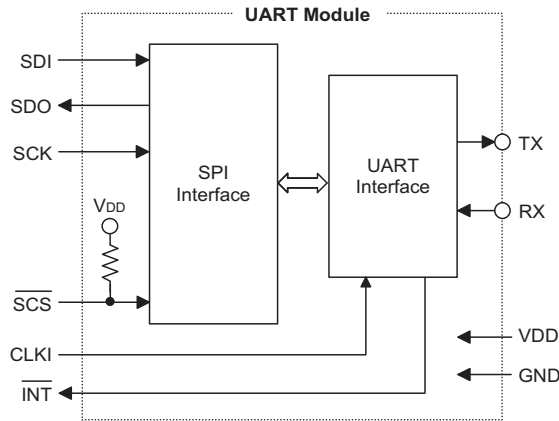 UART Module
SDI
SDO
SCK
VDD
SCS
CLKI
INT
SPI
Interface
UART
Interface
TX
RX
VDD
GND